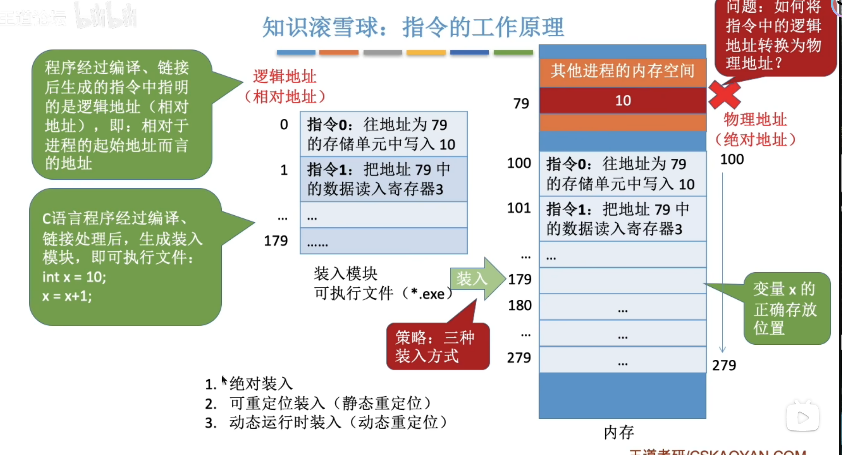 知识滚雪球：指令的工作原理
问题：如何将
指令中的逻辑
地址转换为物
理地址？
程序经过编译、链接
后生成的指令中指明
的是逻辑地址（相对
地址），即：相对于
进程的起始地址而言
的地址
C语言程序经过编译、
链接处理后，生成装入
模块，即可执行文件：
int x = 10;
x = x+1;
逻辑地址
（相对地址）
0
指令0：往地址为 79
的存储单元中写入 10
1
指令1：把地址 79 中
的数据读入寄存器3
...
...
179
......
装入模块
可执行文件（*.exe）
装入
策略：三种
装入方式
1. 绝对装入
2. 可重定位装入（静态重定位）
3. 动态运行时装入（动态重定位）
其他进程的内存空间
79
10
物理地址
（绝对地址）
100
100
指令0：往地址为 79
的存储单元中写入 10
101
指令1：把地址 79 中
的数据读入寄存器3
...
...
179
180
...
...
...
279
...
279
变量 x 的
正确存放
位置
内存
王道考研/CSKAOYAN.COM